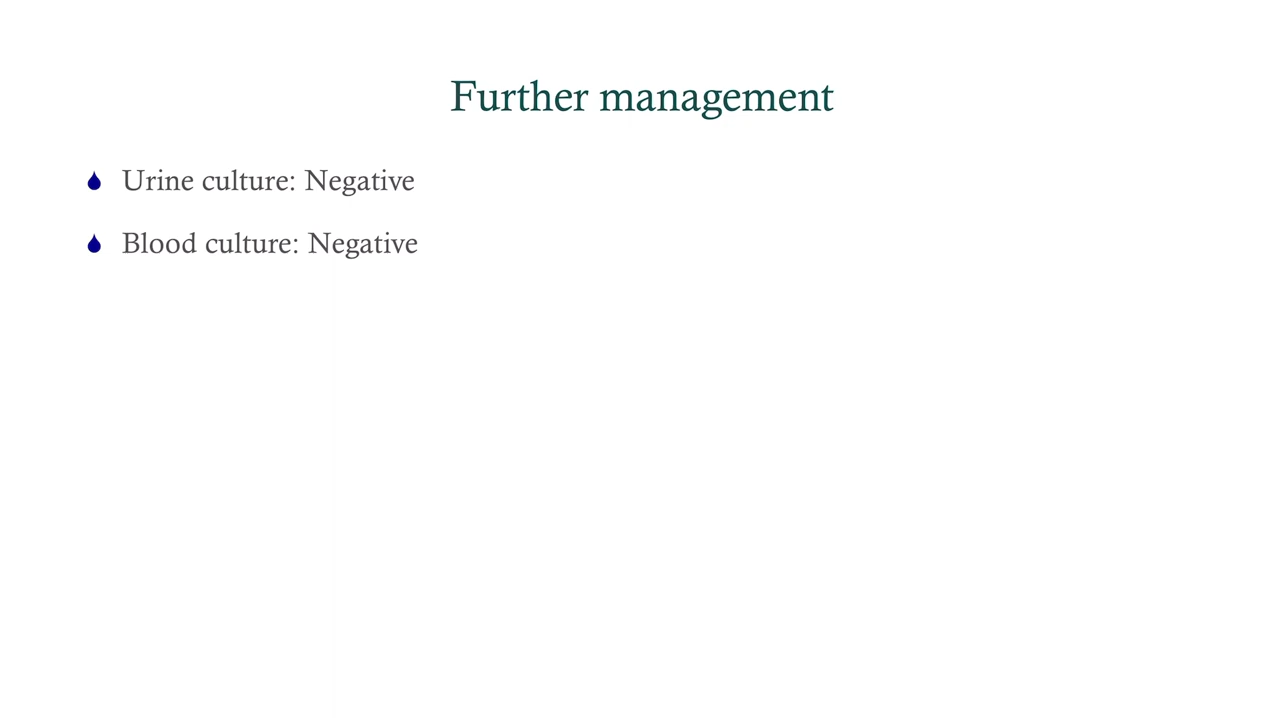 Further management
Urine culture: Negative
Blood culture: Negative